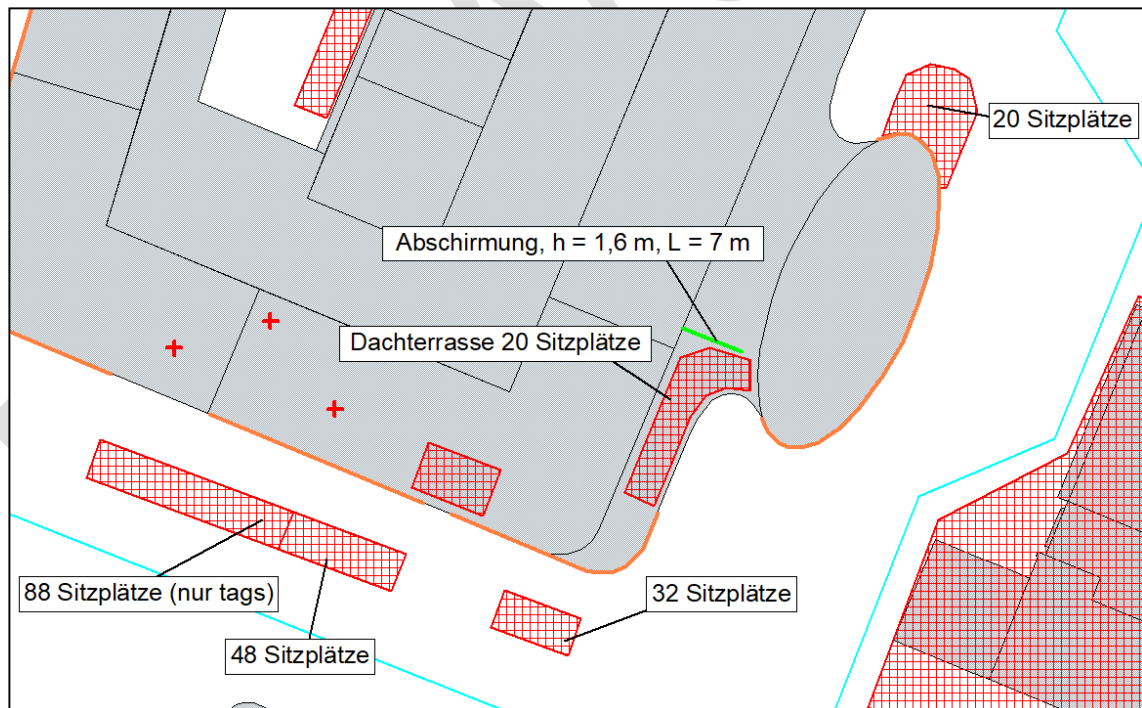 20 Sitzplätze
Abschirmung, h = 1,6 m, L = 7 m
Dachterrasse 20 Sitzplätze
88 Sitzplätze (nur tags)
32 Sitzplätze
48 Sitzplätze